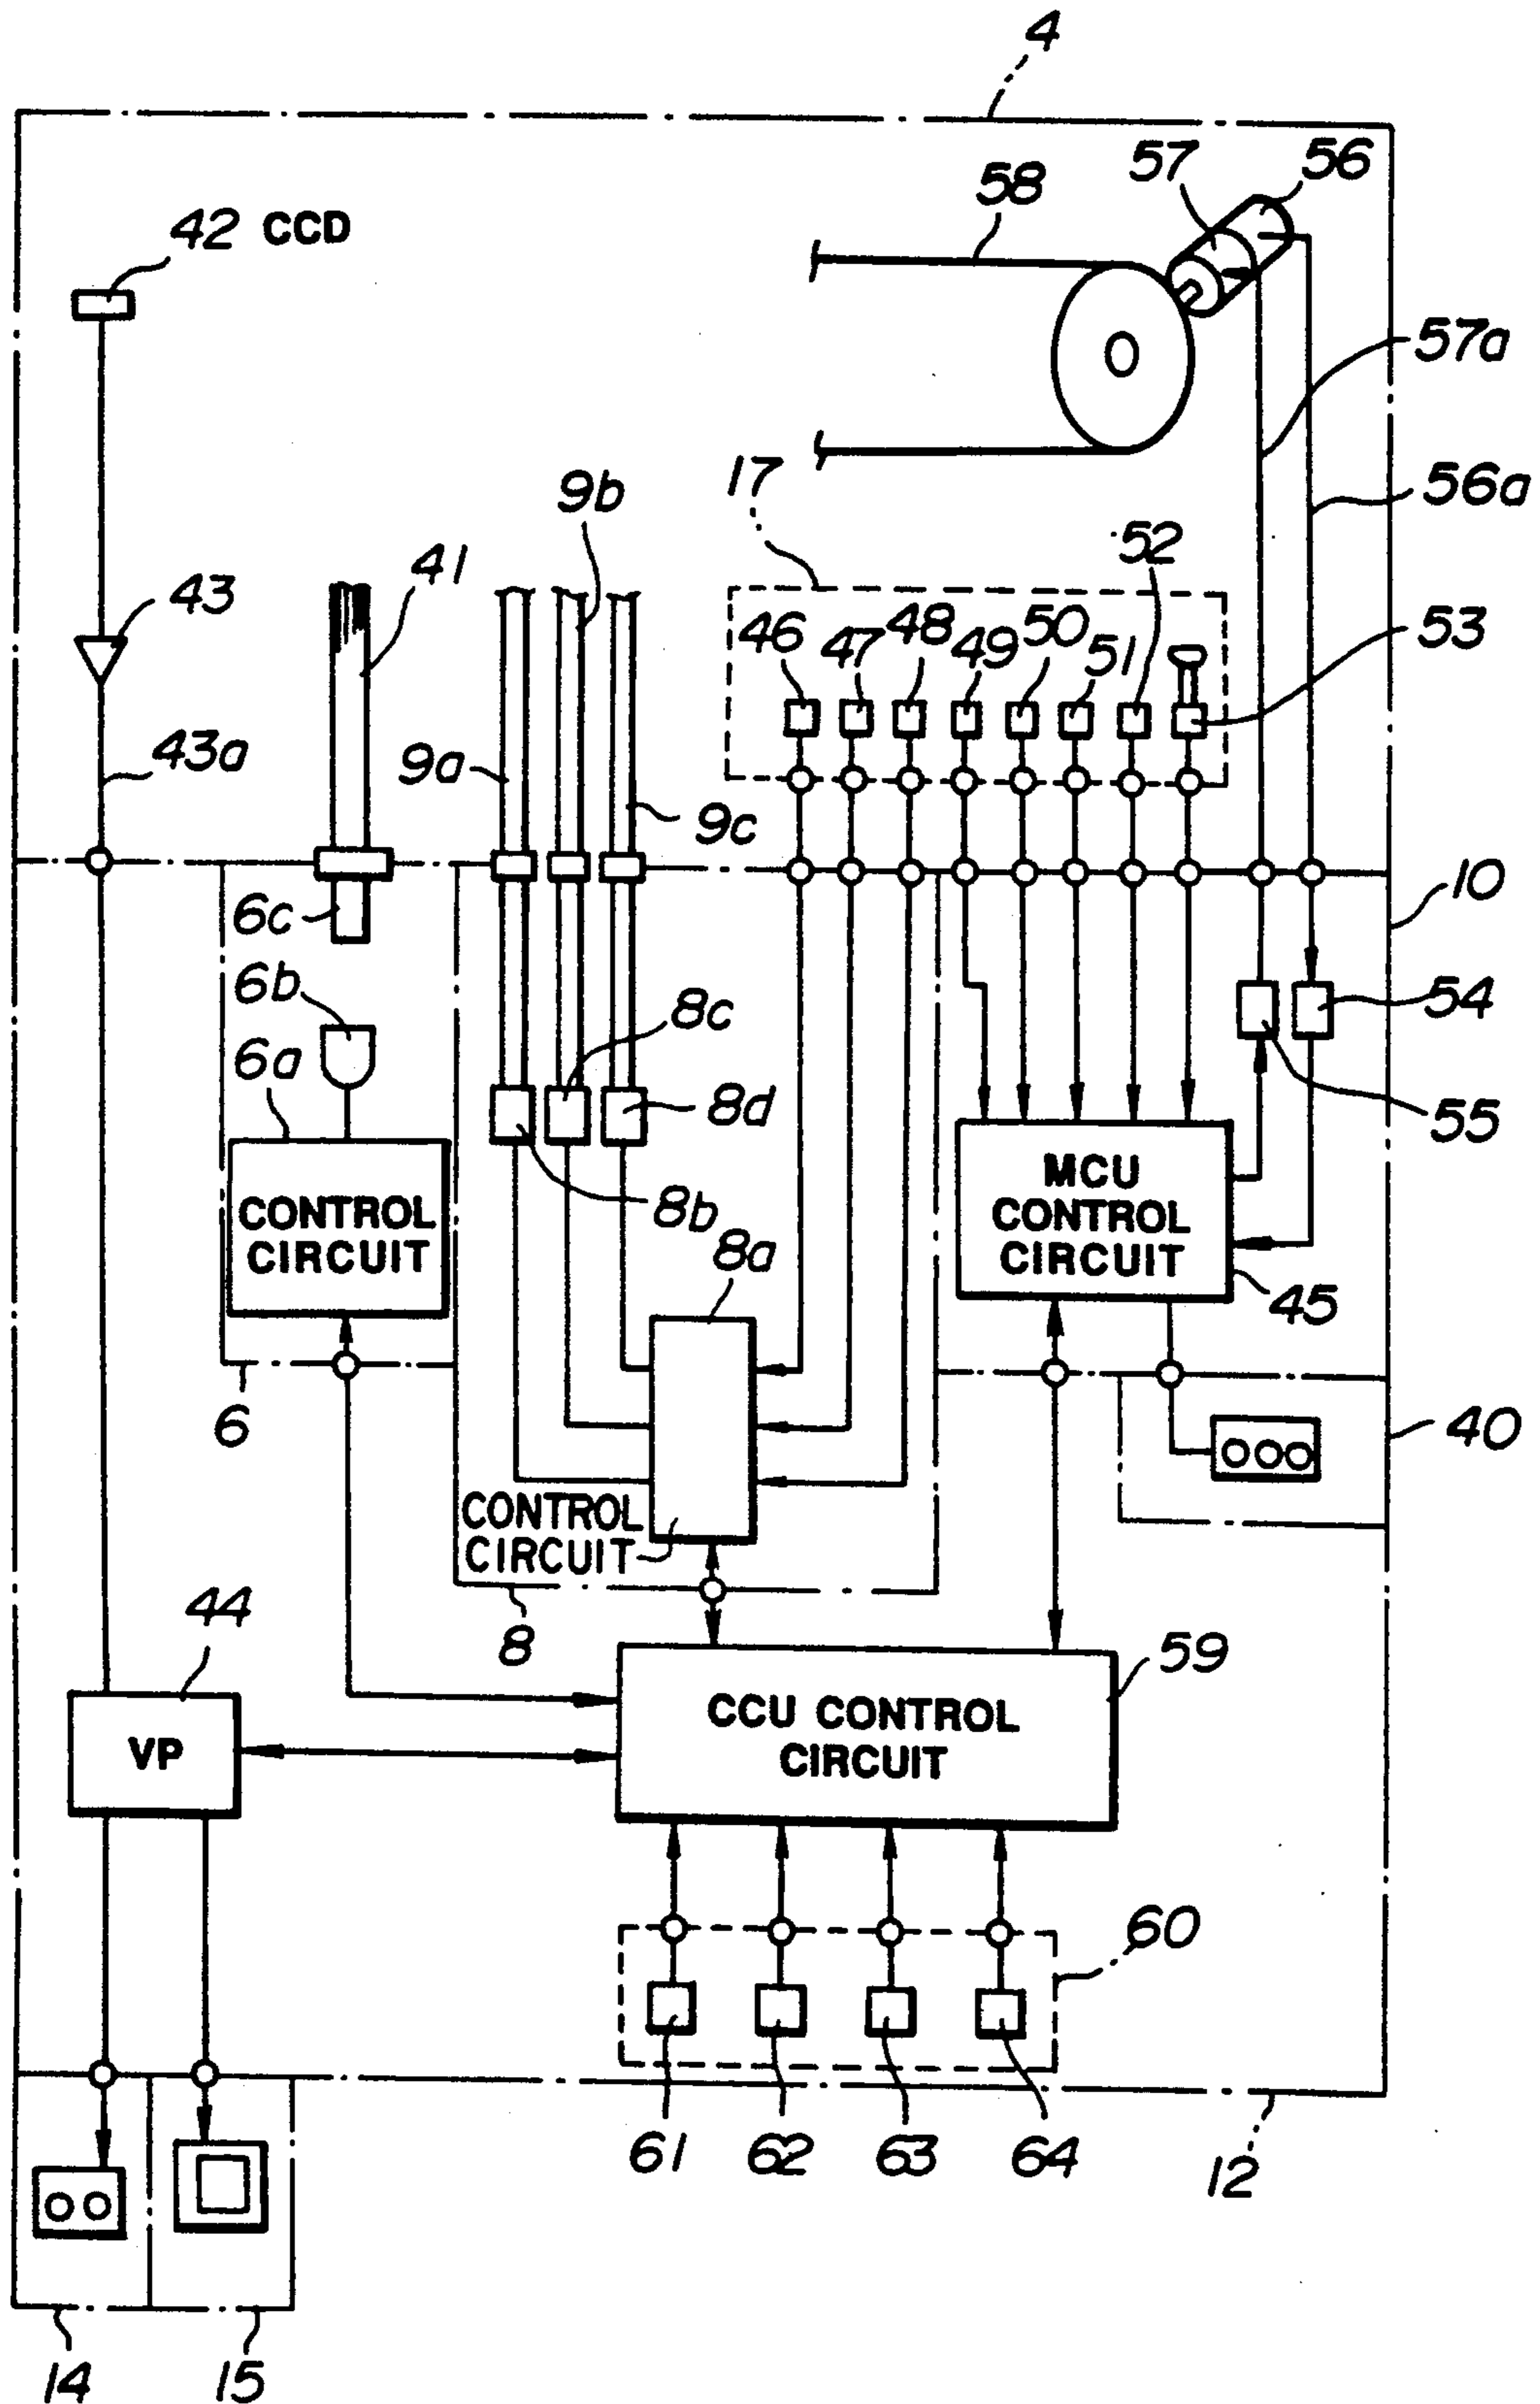 4
57
56
58
42 CCD
57a
17
56a
9b
52
41
43
53
46
47
48
49
50
51
43a
9a
9c
10
6c
6b
8c
54
6a
8d
55
MCU
CONTROL
CIRCUIT
CONTROL
CIRCUIT
8b
8a
45
6
40
CONTROL
CIRCUIT
44
8
59
CCU CONTROL
CIRCUIT
VP
60
61
62
63
64
12
14
15